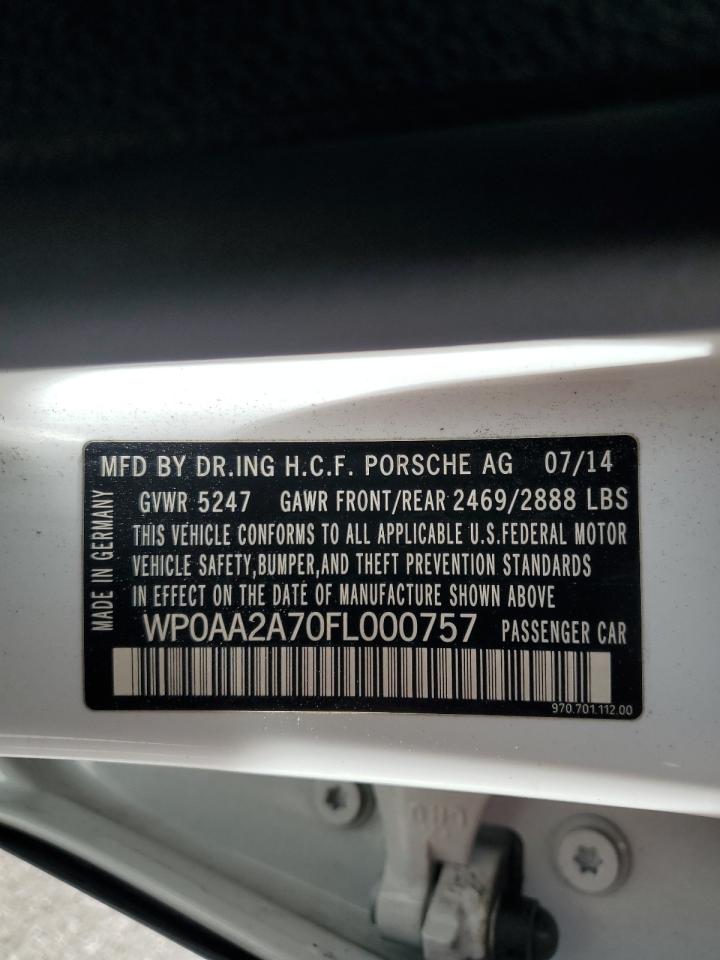 MFD BY DR.ING H.C.F. PORSCHE AG 07/14
GVWR 5247 GAWR FRONT/REAR 2469/2888 LBS
THIS VEHICLE CONFORMS TO ALL APPLICABLE U.S.FEDERAL MOTOR
VEHICLE SAFETY,BUMPER,AND THEFT PREVENTION STANDARDS
IN EFFECT ON THE DATE OF MANUFACTURE SHOWN ABOVE
WP0AA2A70FL000757 PASSENGER CAR
970.701.112.00
MADE IN GERMANY